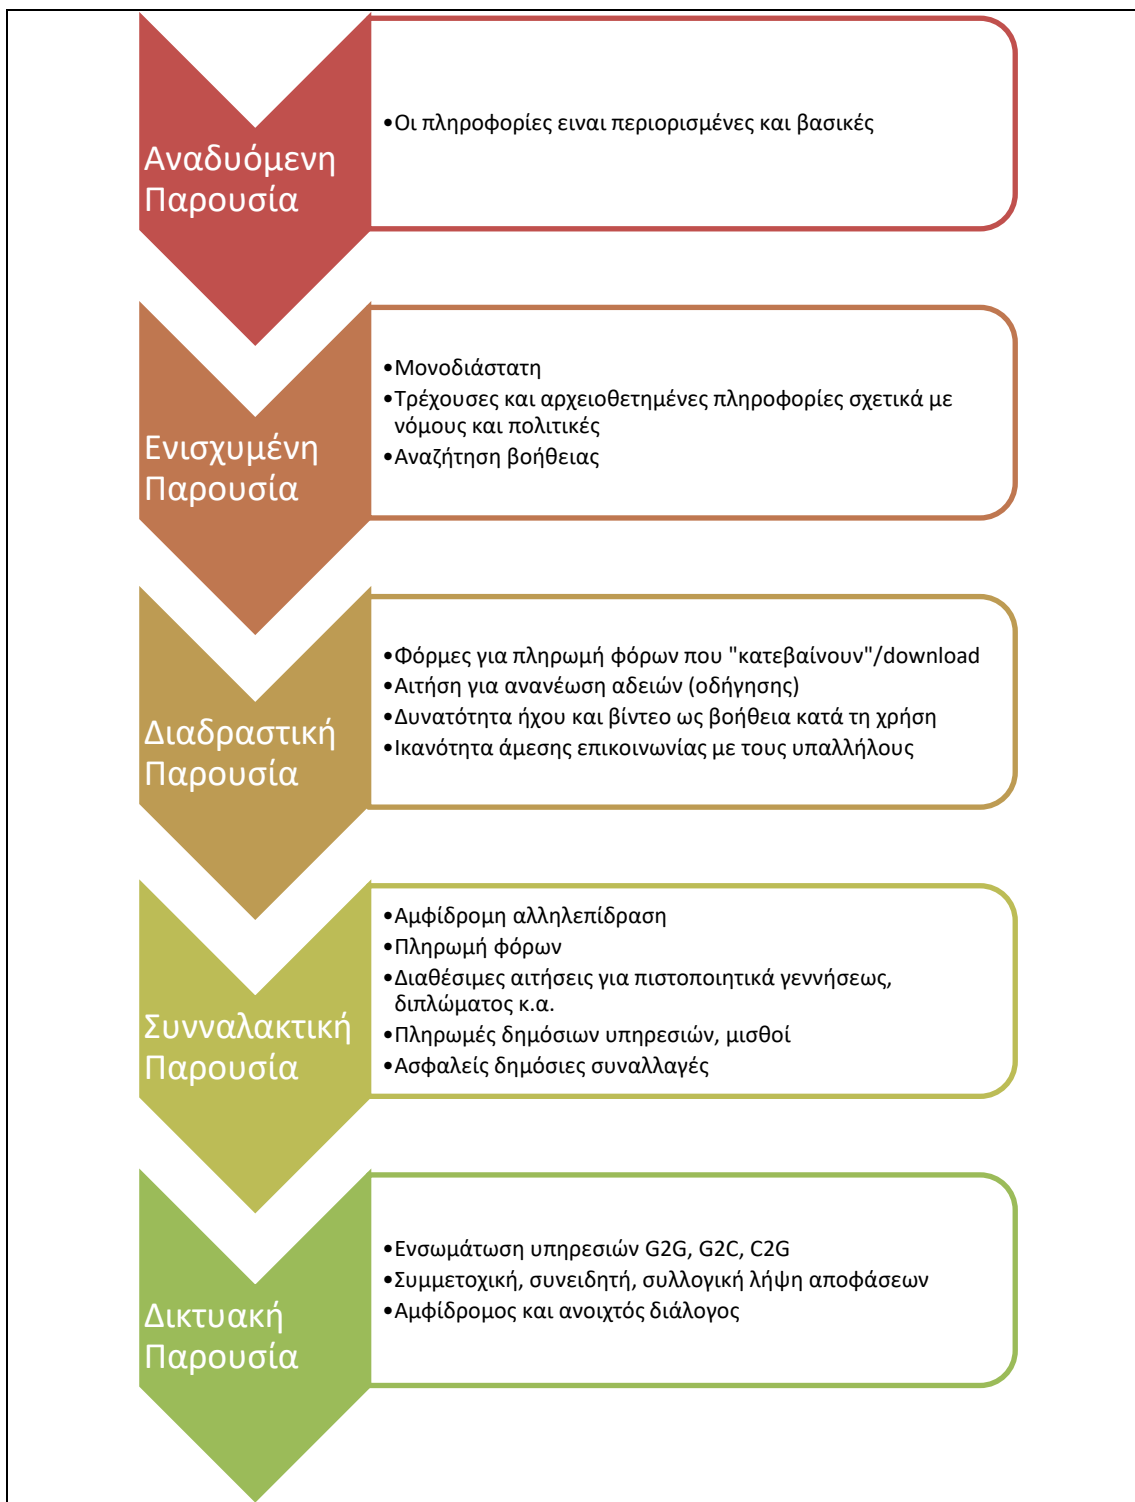 Αναδυόμενη
Παρουσία
•Οι πληροφορίες ειναι περιορισμένες και βασικές
Ενισχυμένη
Παρουσία
•Μονοδιάστατη
•Τρέχουσες και αρχειοθετημένες πληροφορίες σχετικά με
νόμους και πολιτικές
•Αναζήτηση βοήθειας
Διαδραστική
Παρουσία
•Φόρμες για πληρωμή φόρων που "κατεβαίνουν"/download
•Αιτήση για ανανέωση αδειών (οδήγησης)
•Δυνατότητα ήχου και βίντεο ως βοήθεια κατά τη χρήση
•Ικανότητα άμεσης επικοινωνίας με τους υπαλλήλους
Συνναλακτική
Παρουσία
•Αμφίδρομη αλληλεπίδραση
•Πληρωμή φόρων
•Διαθέσιμες αιτήσεις για πιστοποιητικά γεννήσεως,
διπλώματος κ.α.
•Πληρωμές δημόσιων υπηρεσιών, μισθοί
•Ασφαλείς δημόσιες συναλλαγές
Δικτυακή
Παρουσία
•Ενσωμάτωση υπηρεσιών G2G, G2C, C2G
•Συμμετοχική, συνειδητή, συλλογική λήψη αποφάσεων
•Αμφίδρομος και ανοιχτός διάλογος